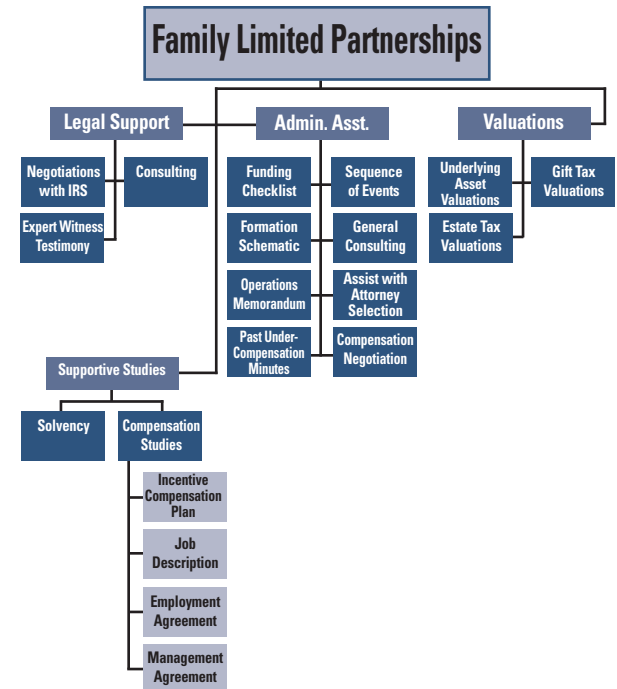 Family Limited Partnerships
Legal Support
Admin. Asst.
Valuations
Negotiations
with IRS
Consulting
Expert Witness
Testimony
Funding
Checklist
Sequence
of Events
Formation
Schematic
General
Consulting
Operations
Memorandum
Assist with
Attorney
Selection
Past Under-
Compensation
Minutes
Compensation
Negotiation
Underlying
Asset
Valuations
Gift Tax
Valuations
Estate Tax
Valuations
Supportive Studies
Solvency
Compensation
Studies
Incentive
Compensation
Plan
Job
Description
Employment
Agreement
Management
Agreement